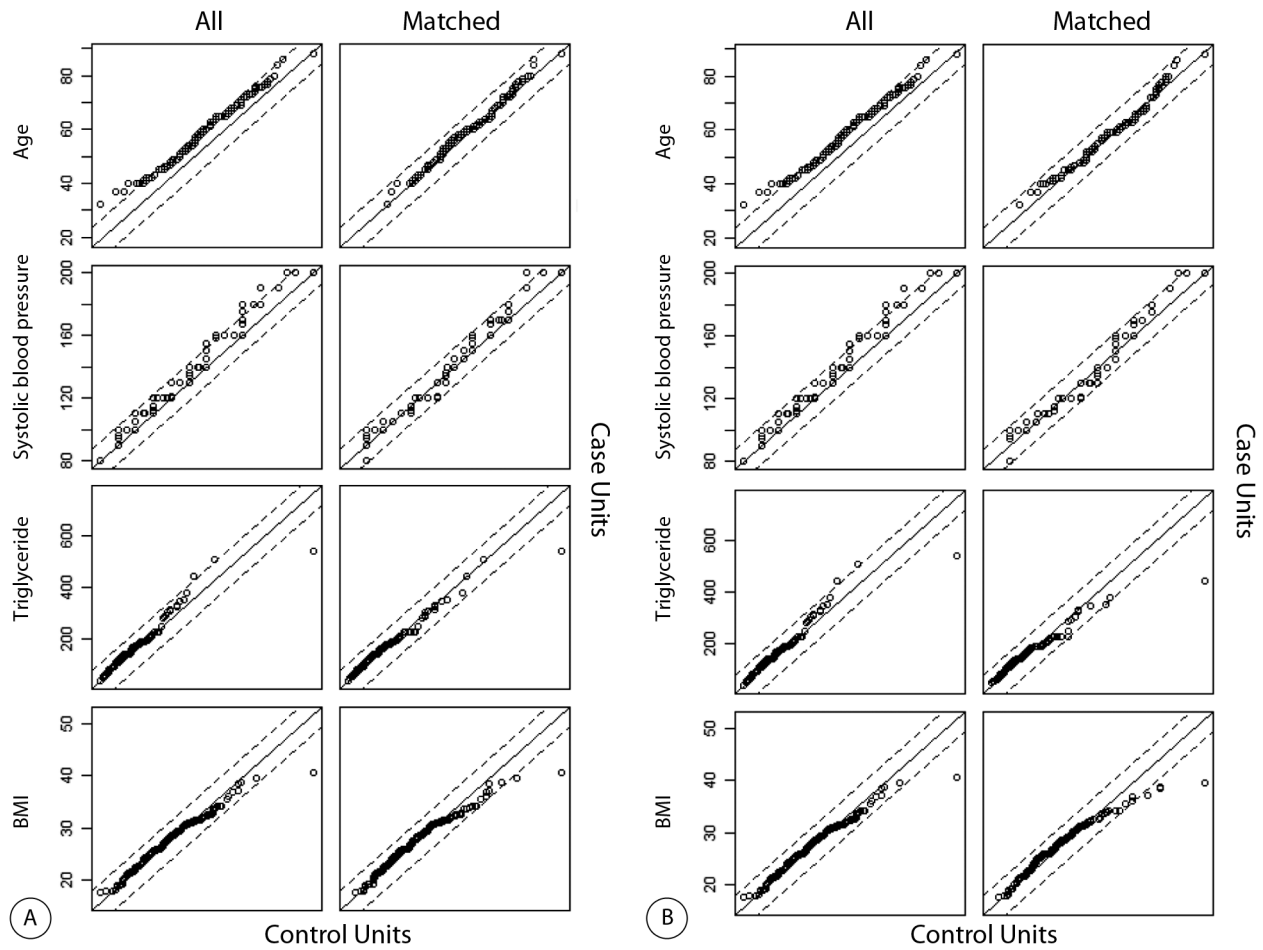 All Matched
Age
80
60
40
20
Systolic blood pressure
200
160
120
80
Triglyceride
600
400
200
BMI
50
40
30
20
Case Units
A
Control Units
All Matched
Age
80
60
40
20
Systolic blood pressure
200
160
120
80
Triglyceride
600
400
200
BMI
50
40
30
20
Case Units
B
Control Units